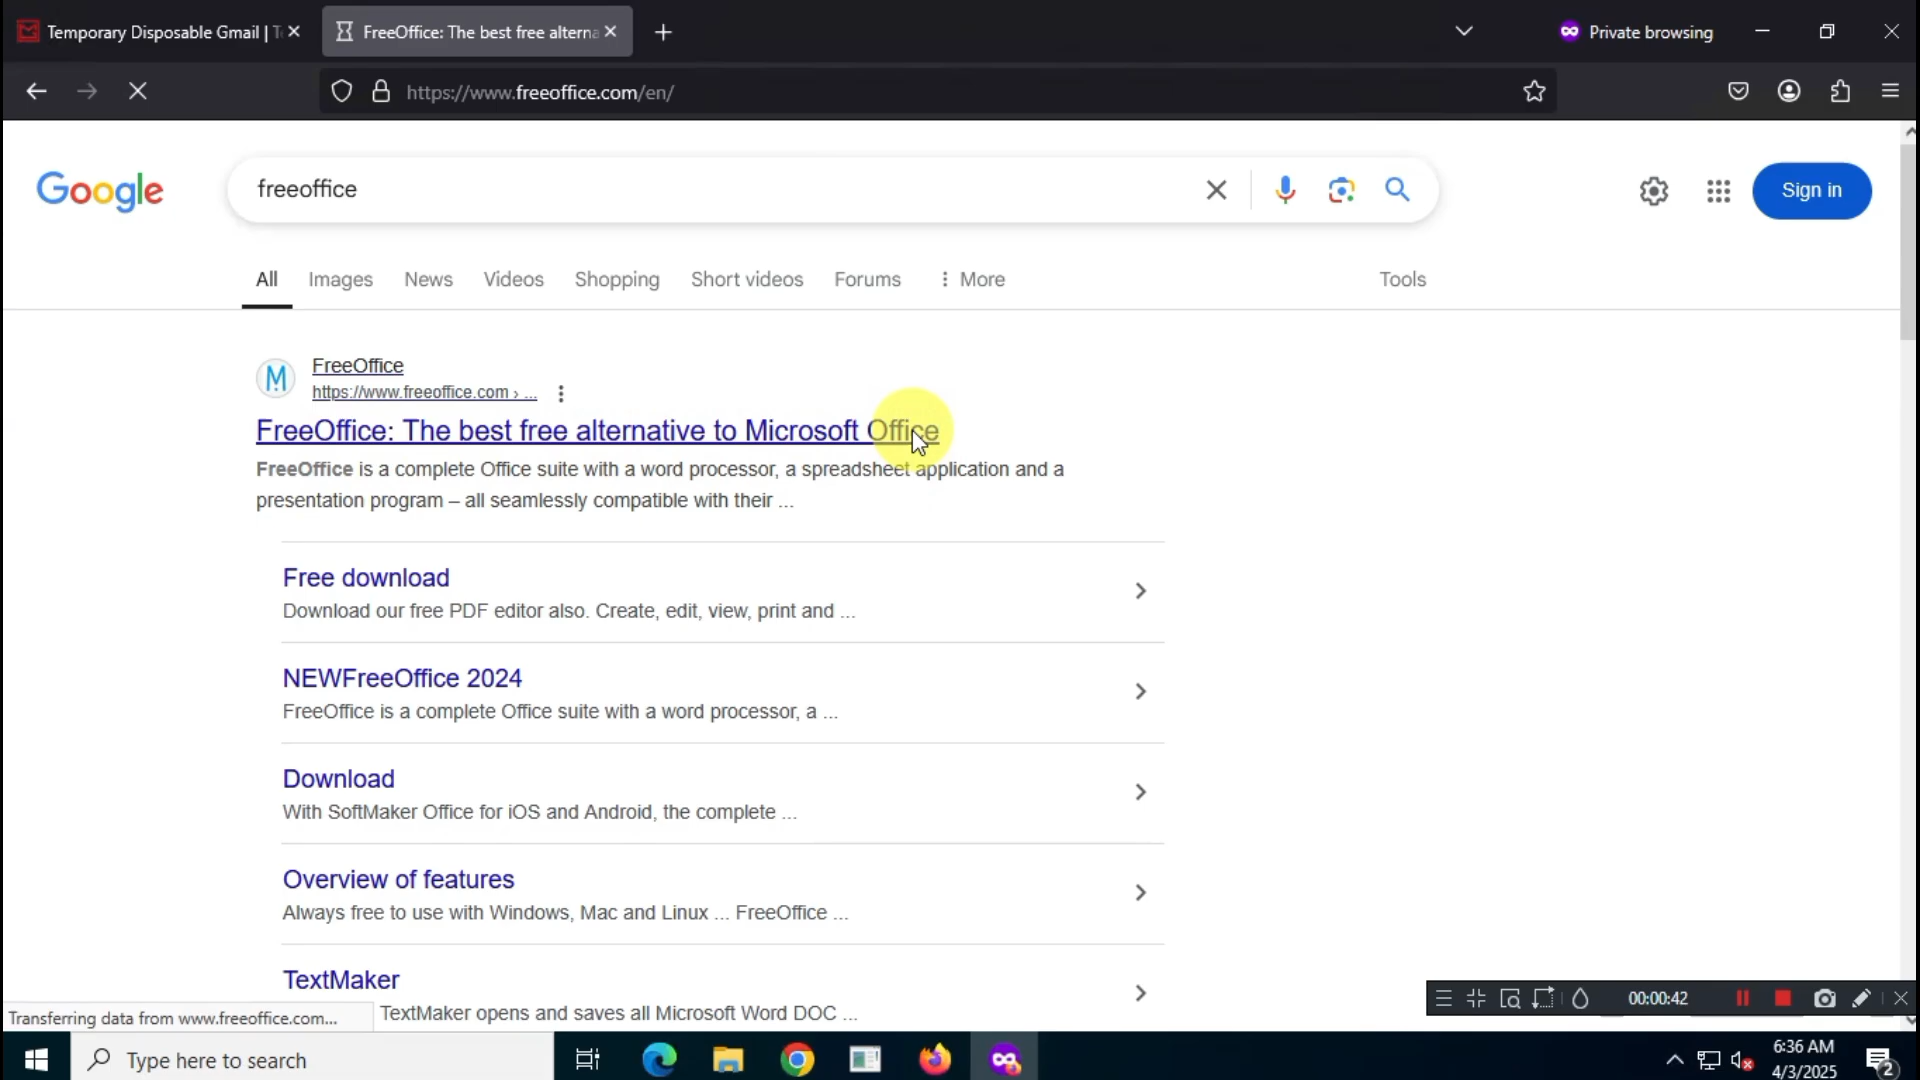 Temporary Disposable Gmail | T
FreeOffice: The best free alterna
Private browsing
https://www.freeoffice.com/en/
Google
freeoffice
Sign in
All
Images
News
Videos
Shopping
Short videos
Forums
More
Tools
FreeOffice
https://www.freeoffice.com › ...
FreeOffice: The best free alternative to Microsoft Office
FreeOffice is a complete Office suite with a word processor, a spreadsheet application and a
presentation program – all seamlessly compatible with their ...
Free download
Download our free PDF editor also. Create, edit, view, print and ...
NEWFreeOffice 2024
FreeOffice is a complete Office suite with a word processor, a ...
Download
With SoftMaker Office for iOS and Android, the complete ...
Overview of features
Always free to use with Windows, Mac and Linux ... FreeOffice ...
TextMaker
TextMaker opens and saves all Microsoft Word DOC ...
Transferring data from www.freeoffice.com...
00:00:42
Type here to search
6:36 AM
4/3/2025
2